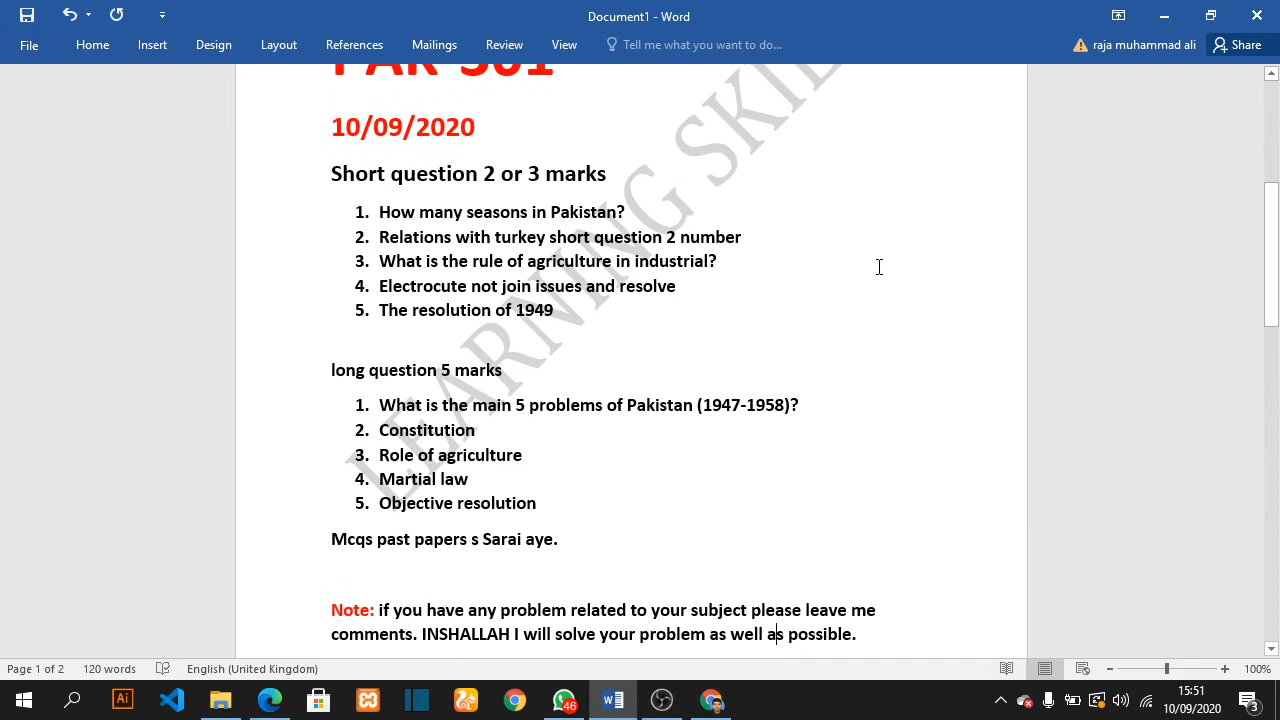 Document1 - Word
File
Home
Insert
Design
Layout
References
Mailings
Review
View
Tell me what you want to do...
raja muhammad ali
Share
10/09/2020
Short question 2 or 3 marks
1. How many seasons in Pakistan?
2. Relations with turkey short question 2 number
3. What is the rule of agriculture in industrial?
4. Electrocute not join issues and resolve
5. The resolution of 1949
long question 5 marks
1. What is the main 5 problems of Pakistan (1947-1958)?
2. Constitution
3. Role of agriculture
4. Martial law
5. Objective resolution
Mcqs past papers s Sarai aye.
Note: if you have any problem related to your subject please leave me
comments. INSHALLAH I will solve your problem as well as possible.
LEARNING
Page 1 of 2
120 words
English (United Kingdom)
100%
Ai
46
15:51
10/09/2020
3